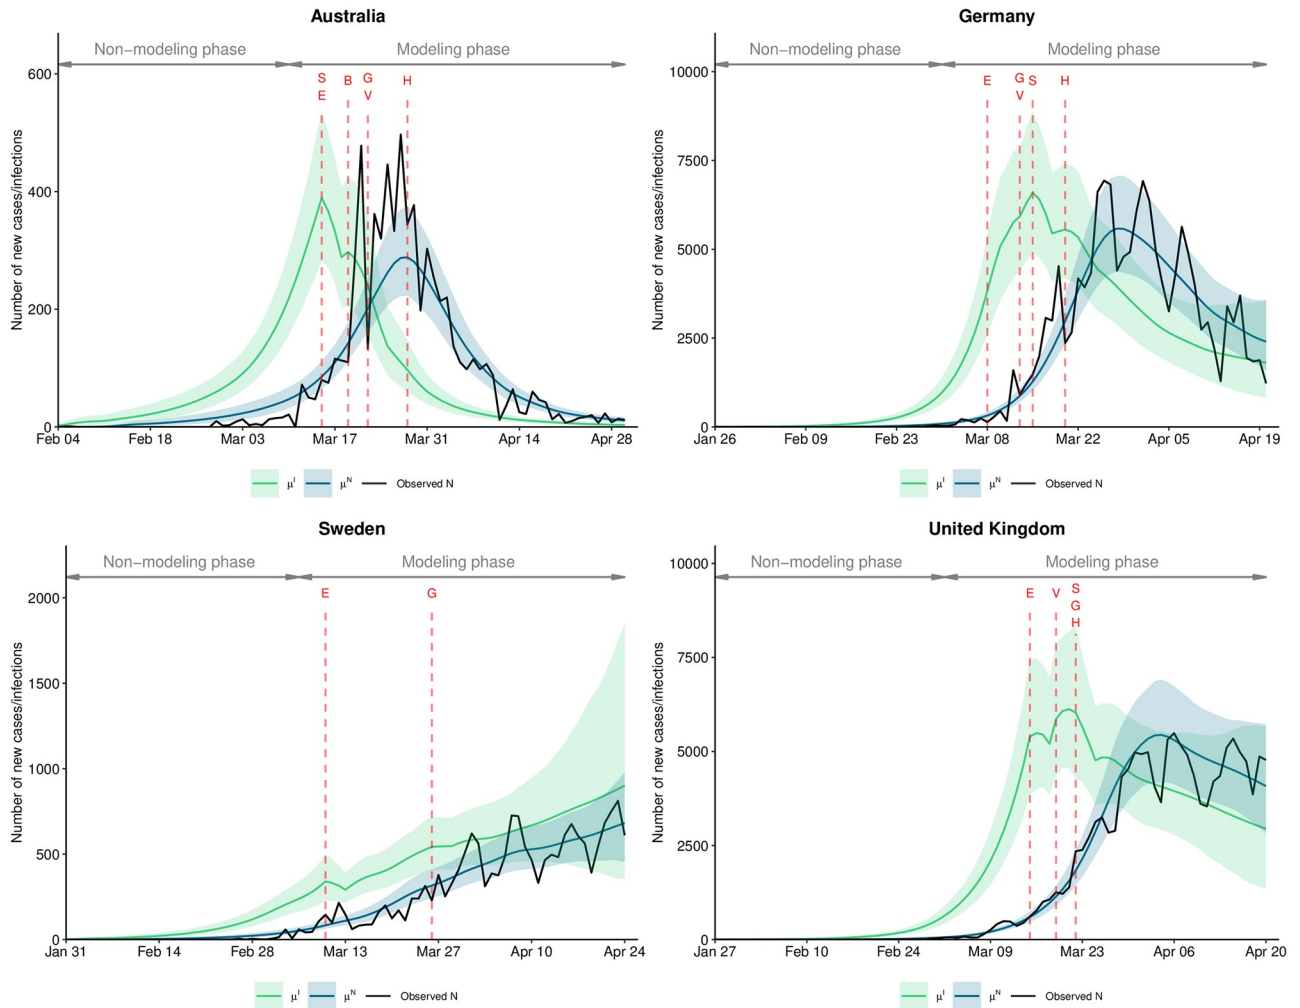 Australia
Non−modeling phase
Modeling phase
S
E
B
G
V
H
600
400
200
0
Number of new cases/infections
Feb 04
Feb 18
Mar 03
Mar 17
Mar 31
Apr 14
Apr 28
μI
μN
Observed N
Germany
Non−modeling phase
Modeling phase
E
G
V
S
H
10000
7500
5000
2500
0
Number of new cases/infections
Jan 26
Feb 09
Feb 23
Mar 08
Mar 22
Apr 05
Apr 19
μI
μN
Observed N
Sweden
Non−modeling phase
Modeling phase
E
G
2000
1500
1000
500
0
Number of new cases/infections
Jan 31
Feb 14
Feb 28
Mar 13
Mar 27
Apr 10
Apr 24
μI
μN
Observed N
United Kingdom
Non−modeling phase
Modeling phase
E
V
S
G
H
10000
7500
5000
2500
0
Number of new cases/infections
Jan 27
Feb 10
Feb 24
Mar 09
Mar 23
Apr 06
Apr 20
μI
μN
Observed N